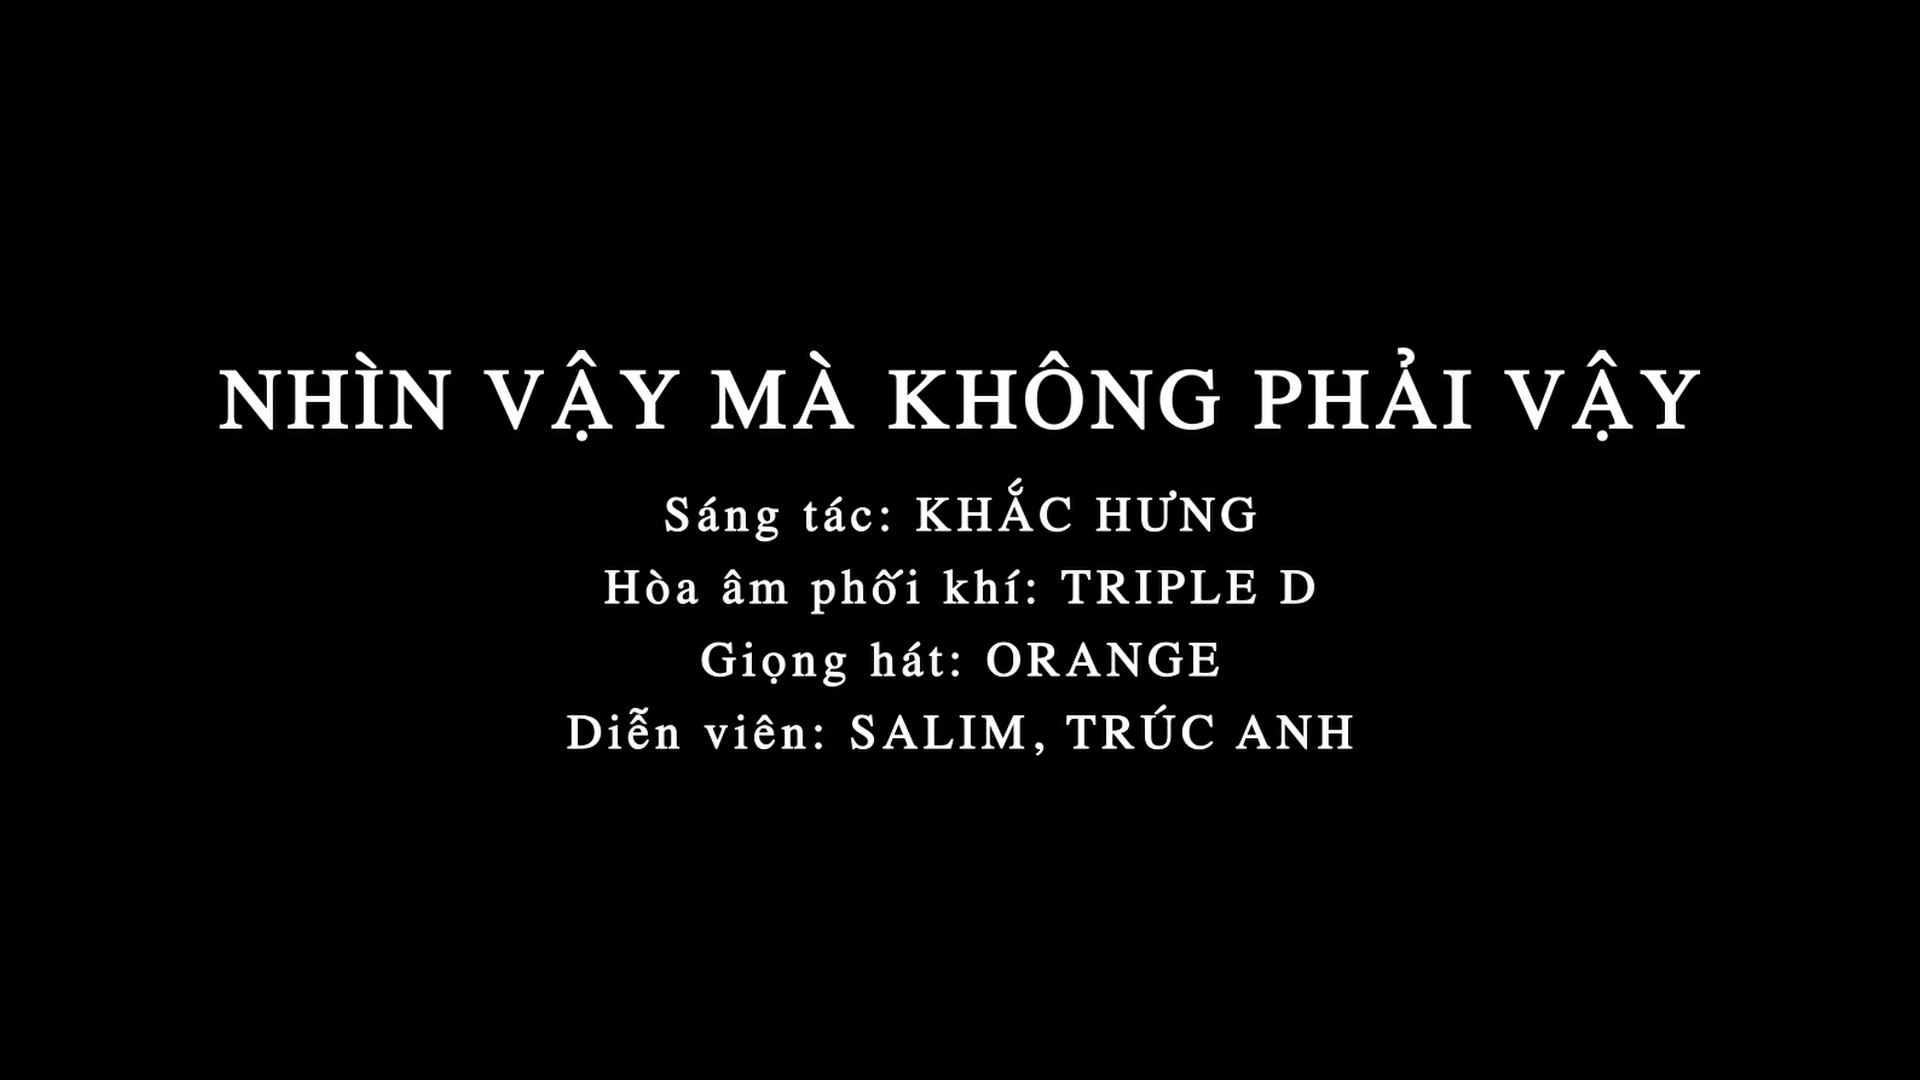 NHÌN VẬY MÀ KHÔNG PHẢI VẬY
Sáng tác: KHẮC HƯNG
Hòa âm phối khí: TRIPLE D
Giọng hát: ORANGE
Diễn viên: SALIM, TRÚC ANH